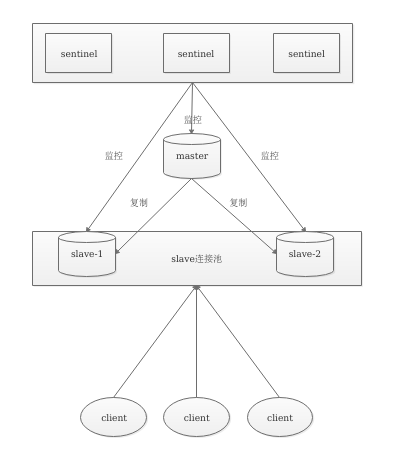 sentinel
sentinel
sentinel
监控
监控
监控
master
复制
复制
slave-1
slave连接池
slave-2
client
client
client